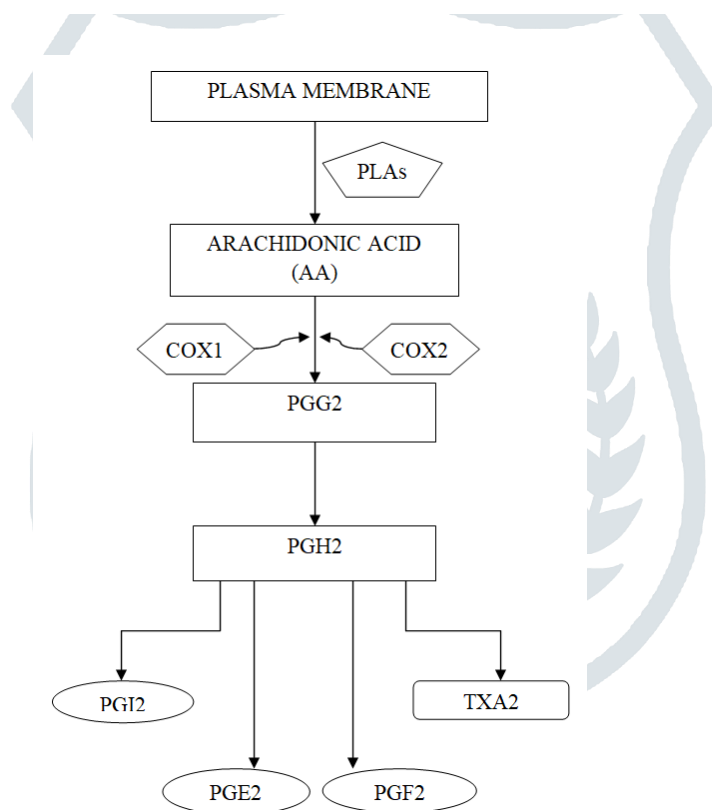 PLASMA MEMBRANE
PLAs
ARACHIDONIC ACID
(AA)
COX1
COX2
PGG2
PGH2
PGI2
TXA2
PGE2
PGF2